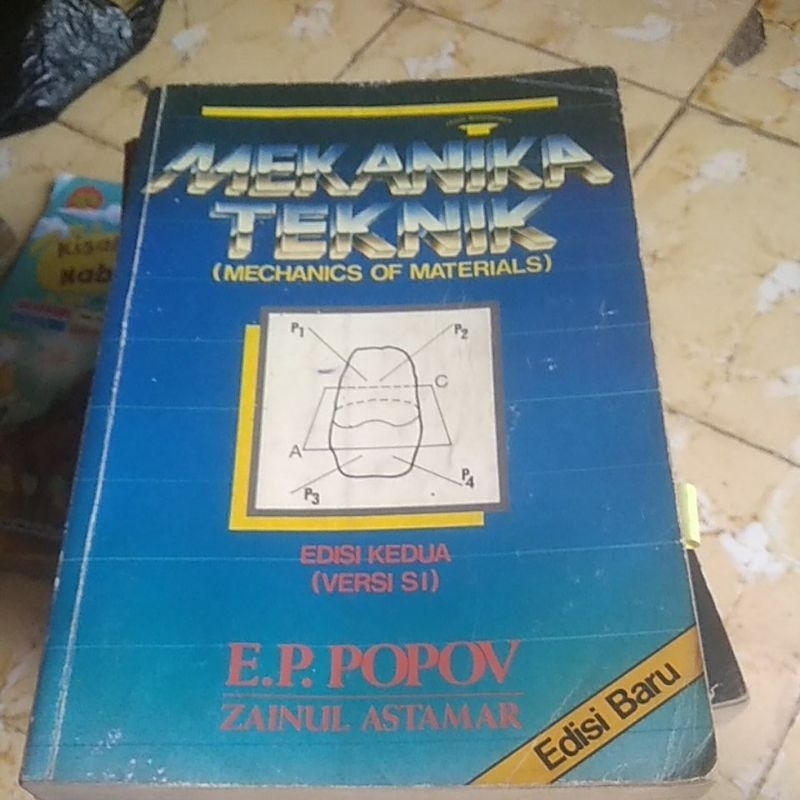 MEKANIKA
TEKNIK
(MECHANICS OF MATERIALS)
P1
P2
C
A
P3
P4
EDISI KEDUA
(VERSI SI)
E.P. POPOV
ZAINUL ASTAMAR
Edisi Baru